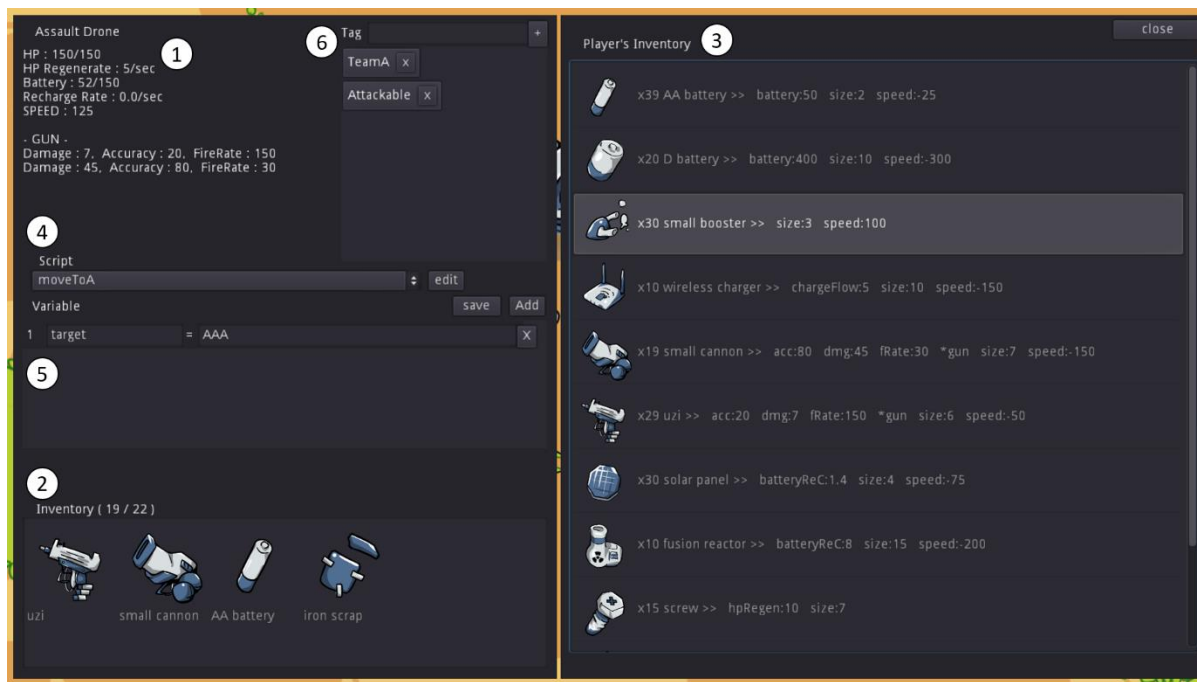 Assault Drone
1
HP : 150/150
HP Regenerate : 5/sec
Battery : 52/150
Recharge Rate : 0.0/sec
SPEED : 125
- GUN -
Damage : 7, Accuracy : 20, FireRate : 150
Damage : 45, Accuracy : 80, FireRate : 30
6
Tag +
TeamA x
Attackable x
4
Script
moveToA edit
Variable save Add
1 target = AAA X
5
2
Inventory ( 19 / 22 )
uzi small cannon AA battery iron scrap
close
Player's Inventory 3
x39 AA battery >> battery:50 size:2 speed:-25
x20 D battery >> battery:400 size:10 speed:-300
x30 small booster >> size:3 speed:100
x10 wireless charger >> chargeFlow:5 size:10 speed:-150
x19 small cannon >> acc:80 dmg:45 fRate:30 *gun size:7 speed:-150
x29 uzi >> acc:20 dmg:7 fRate:150 *gun size:6 speed:-50
x30 solar panel >> batteryReC:1.4 size:4 speed:-75
x10 fusion reactor >> batteryReC:8 size:15 speed:-200
x15 screw >> hpRegen:10 size:7